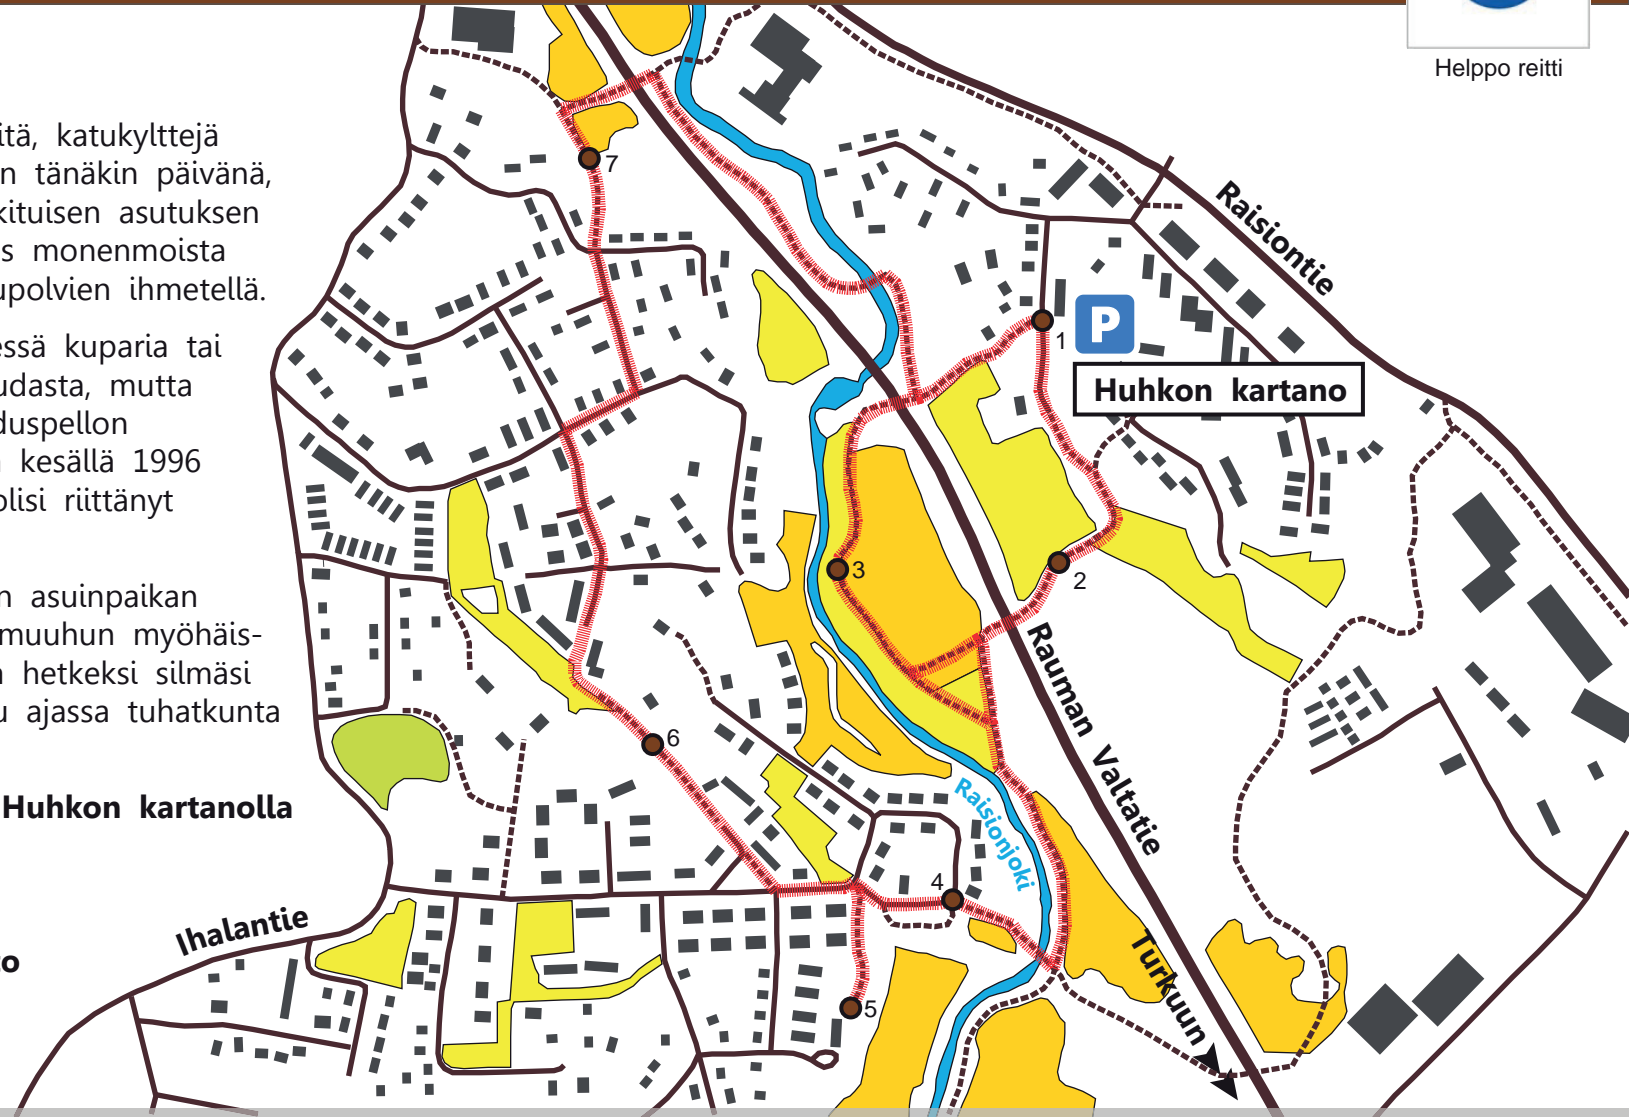 Helppo reitti
itä, katukylttejä
n tänäkin päivänä,
kituisen asutuksen
s monenmoista
upolvien ihmetellä.
essä kuparia tai
udasta, mutta
duspellon
kesällä 1996
olisi riittänyt
n asuinpaikan
muuhun myöhäis-
n hetkeksi silmäsi
u ajassa tuhatkunta
Huhkon kartanolla
to
Raisiontie
P
Huhkon kartano
Rauman Valtatie
Raisionjoki
Turkuun
Ihalantie
1
2
3
4
5
6
7